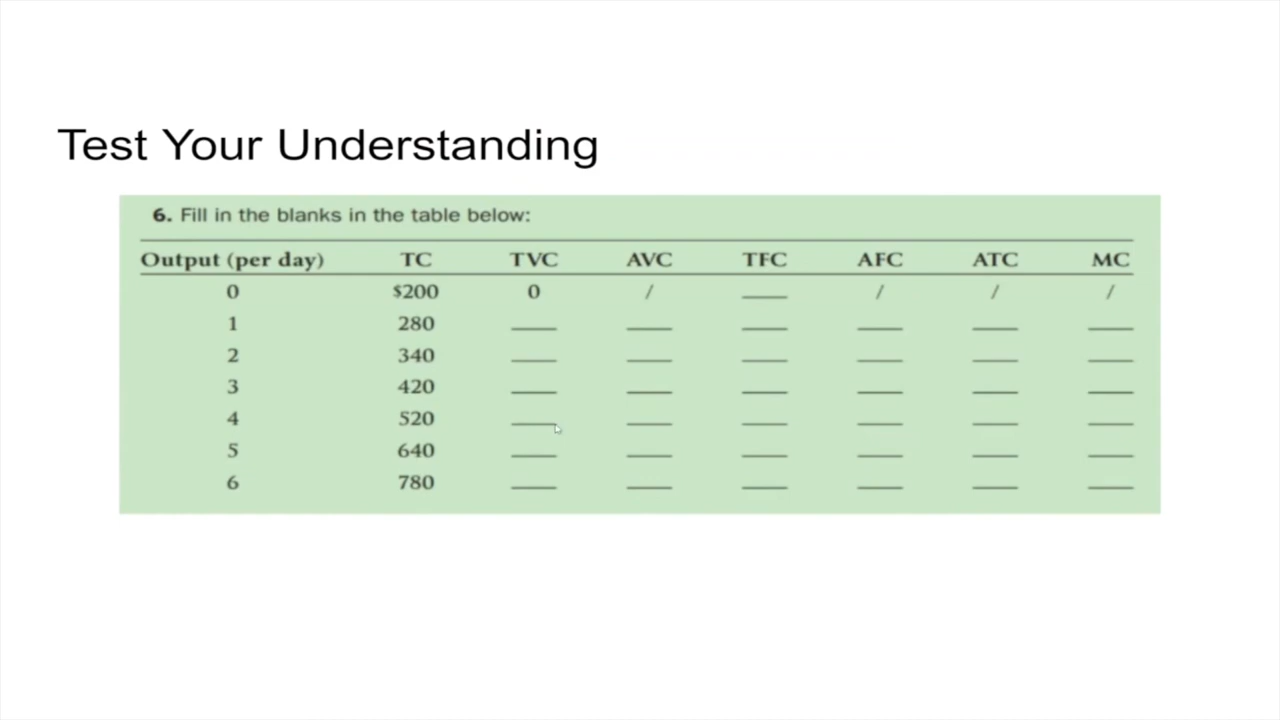 Test Your Understanding
6. Fill in the blanks in the table below:
Output (per day) TC TVC AVC TFC AFC ATC MC
0 $200 0 / ____ / / /
1 280 ____ ____ ____ ____ ____ ____
2 340 ____ ____ ____ ____ ____ ____
3 420 ____ ____ ____ ____ ____ ____
4 520 ____ ____ ____ ____ ____ ____
5 640 ____ ____ ____ ____ ____ ____
6 780 ____ ____ ____ ____ ____ ____